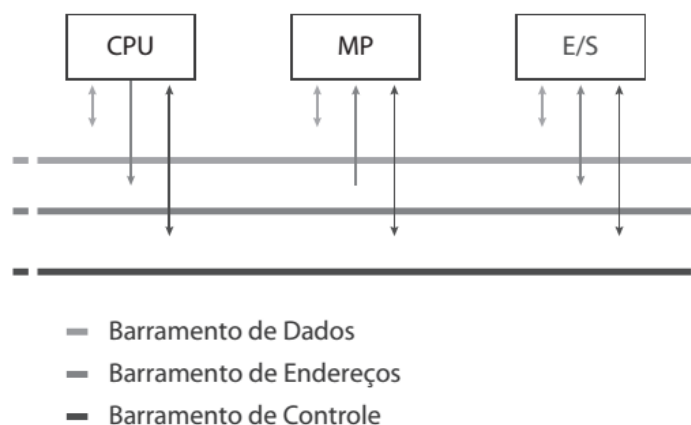 CPU MP E/S
Barramento de Dados
Barramento de Endereços
Barramento de Controle